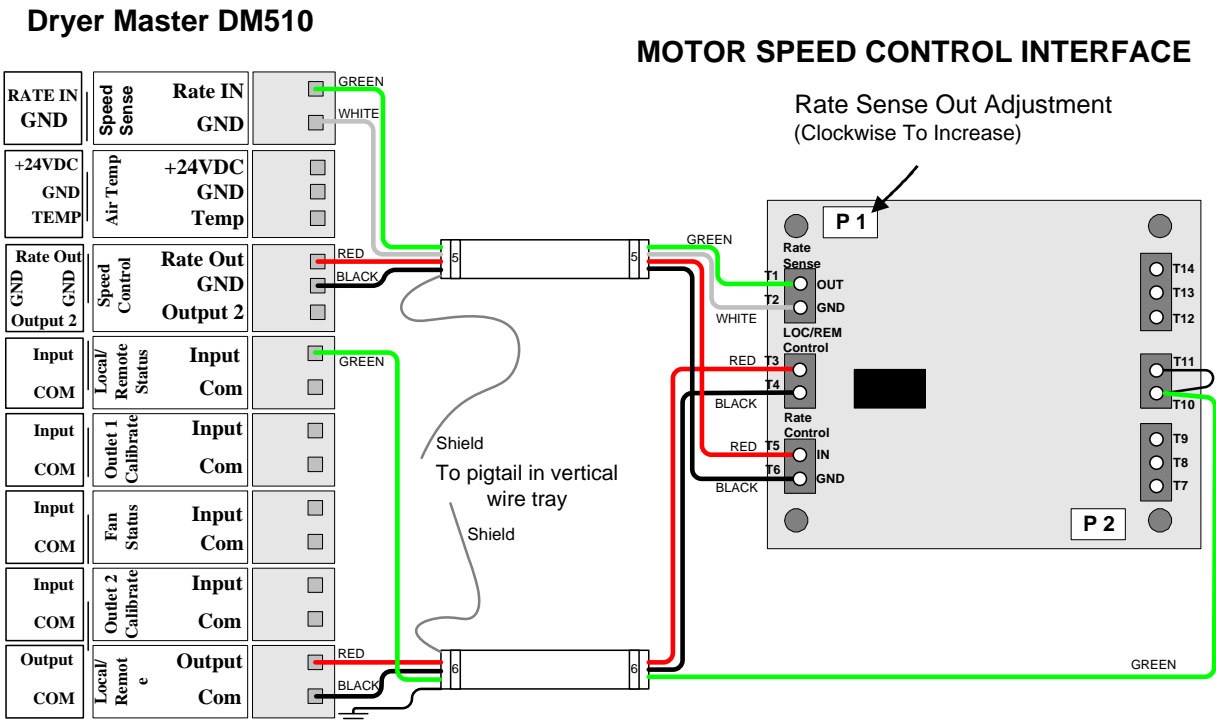 Dryer Master DM510
MOTOR SPEED CONTROL INTERFACE
Rate Sense Out Adjustment
(Clockwise To Increase)
RATE IN
GND
Speed
Sense
Rate IN
GND
GREEN
WHITE
+24VDC
GND
TEMP
Air Temp
+24VDC
GND
Temp
Rate Out
GND
GND
Output 2
Speed
Control
Rate Out
GND
Output 2
RED
BLACK
Input
COM
Local/
Remote
Status
Input
Com
GREEN
Input
COM
Outlet 1
Calibrate
Input
Com
Input
COM
Fan
Status
Input
Com
Input
COM
Outlet 2
Calibrate
Input
Com
Output
COM
Local/
Remot
e
Output
Com
RED
BLACK
5
5
Shield
To pigtail in vertical
wire tray
Shield
6
6
GREEN
WHITE
RED
BLACK
RED
BLACK
GREEN
P 1
Rate
Sense
T1
OUT
T2
GND
LOC/REM
Control
T3
T4
Rate
Control
T5
IN
T6
GND
T14
T13
T12
T11
T10
T9
T8
T7
P 2